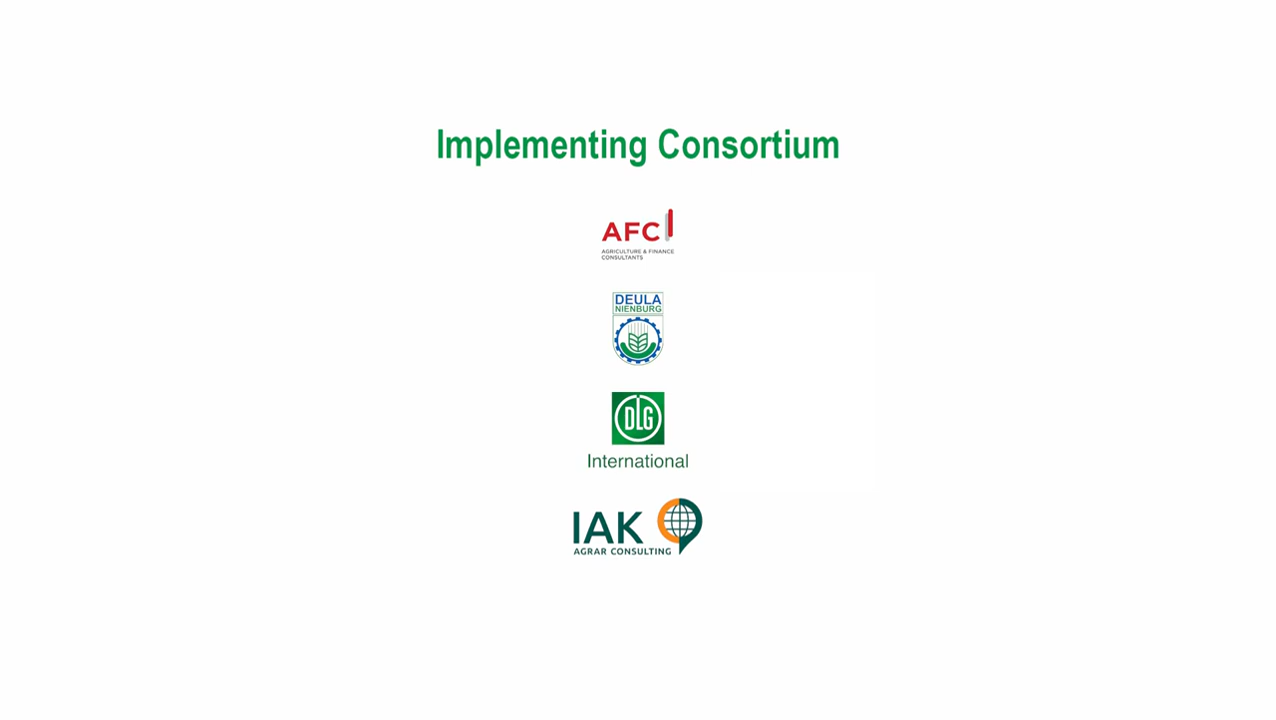 Implementing Consortium
AFC
AGRICULTURE & FINANCE
CONSULTANTS
DEULA
NIENBURG
DLG
International
IAK
AGRAR CONSULTING